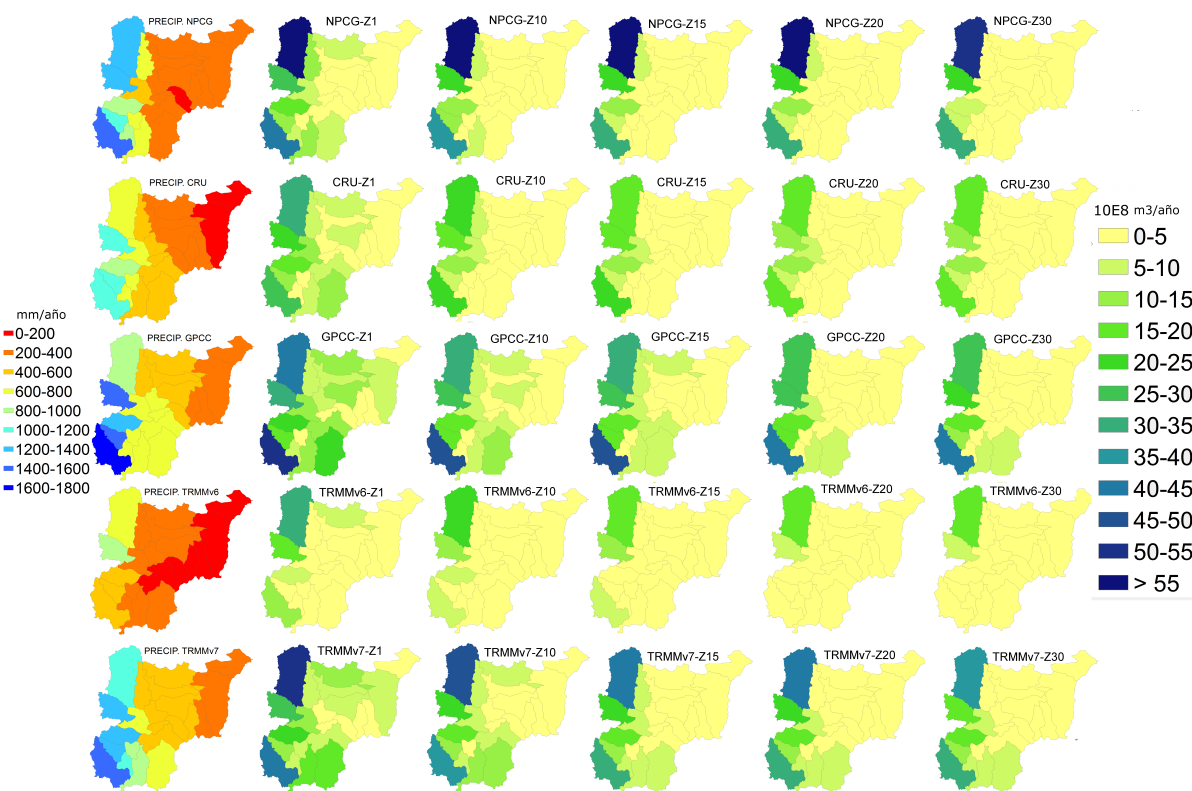 PRECIP. NPCG
NPCG-Z1
NPCG-Z10
NPCG-Z15
NPCG-Z20
NPCG-Z30
PRECIP. CRU
CRU-Z1
CRU-Z10
CRU-Z15
CRU-Z20
CRU-Z30
PRECIP. GPCC
GPCC-Z1
GPCC-Z10
GPCC-Z15
GPCC-Z20
GPCC-Z30
PRECIP. TRMMv6
TRMMv6-Z1
TRMMv6-Z10
TRMMv6-Z15
TRMMv6-Z20
TRMMv6-Z30
PRECIP. TRMMv7
TRMMv7-Z1
TRMMv7-Z10
TRMMv7-Z15
TRMMv7-Z20
TRMMv7-Z30
mm/año
0-200
200-400
400-600
600-800
800-1000
1000-1200
1200-1400
1400-1600
1600-1800
10E8 m3/año
0-5
5-10
10-15
15-20
20-25
25-30
30-35
35-40
40-45
45-50
50-55
> 55